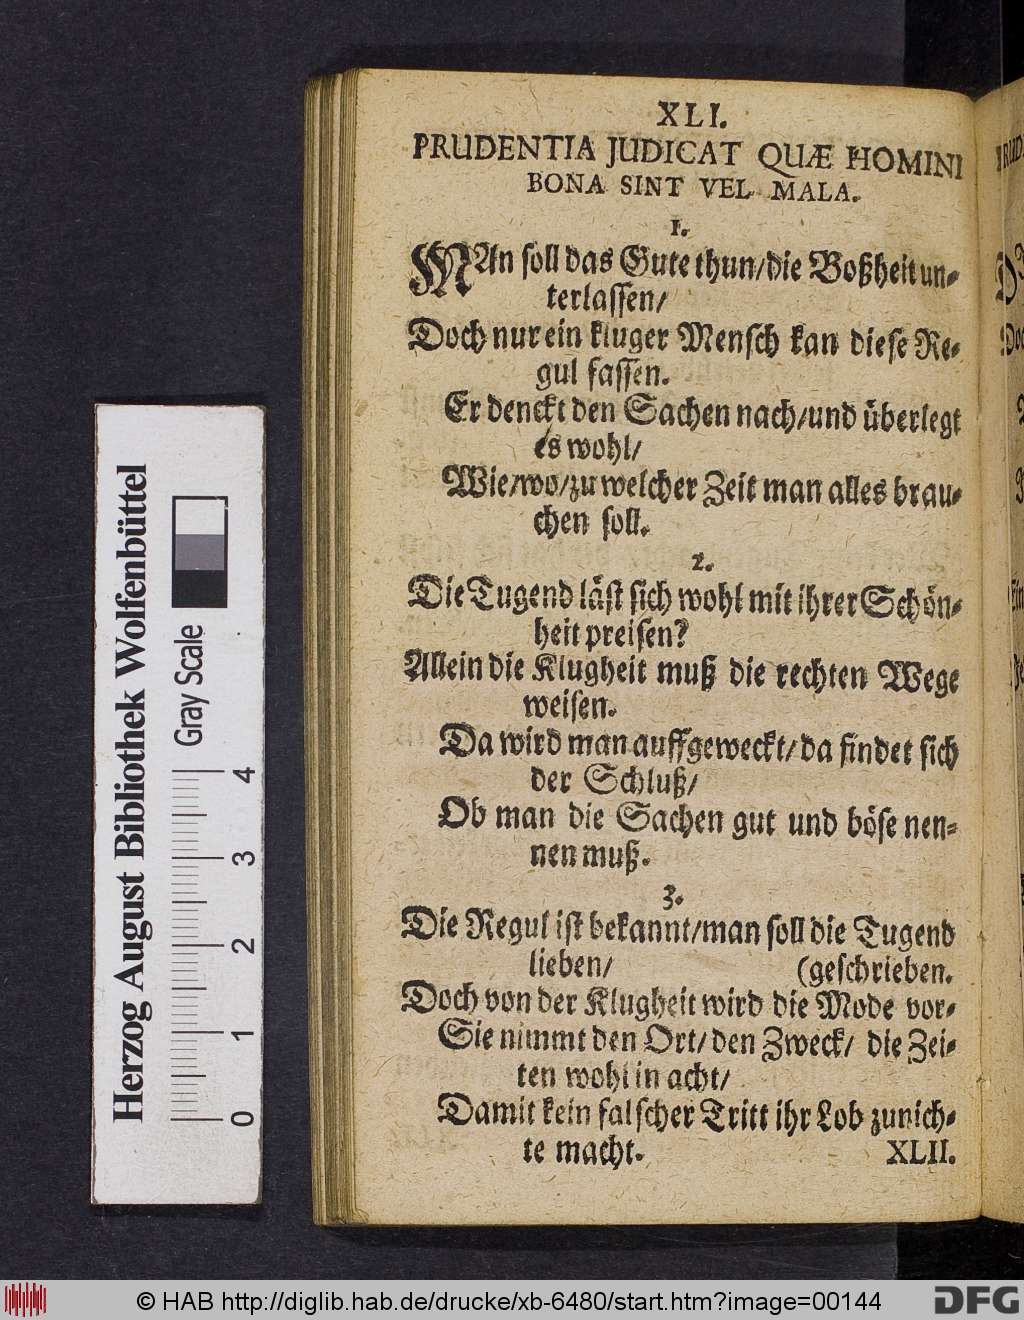 XLI.
PRUDENTIA JUDICAT QUÆ HOMINI
BONA SINT VEL MALA.
1.
MAn soll das Gute thun/die Boßheit un-
terlassen/
Doch nur ein kluger Mensch kan diese Re-
gul fassen.
Er denckt den Sachen nach/und überlegt
es wohl/
Wie/wo/zu welcher Zeit man alles brau-
chen soll.
2.
Die Tugend läst sich wohl mit ihrer Schön-
heit preisen?
Allein die Klugheit muß die rechten Wege
weisen.
Da wird man auffgeweckt/da findet sich
der Schluß/
Ob man die Sachen gut und böse nen-
nen muß.
3.
Die Regul ist bekannt/man soll die Tugend
lieben/ (geschrieben.
Doch von der Klugheit wird die Mode vor-
Sie nimmt den Ort/den Zweck/ die Zei-
ten wohl in acht/
Damit kein falscher Tritt ihr Lob zunich-
te macht. XLII.
Herzog August Bibliothek Wolfenbüttel
Gray Scale
0 1 2 3 4
© HAB http://diglib.hab.de/drucke/xb-6480/start.htm?image=00144
DFG